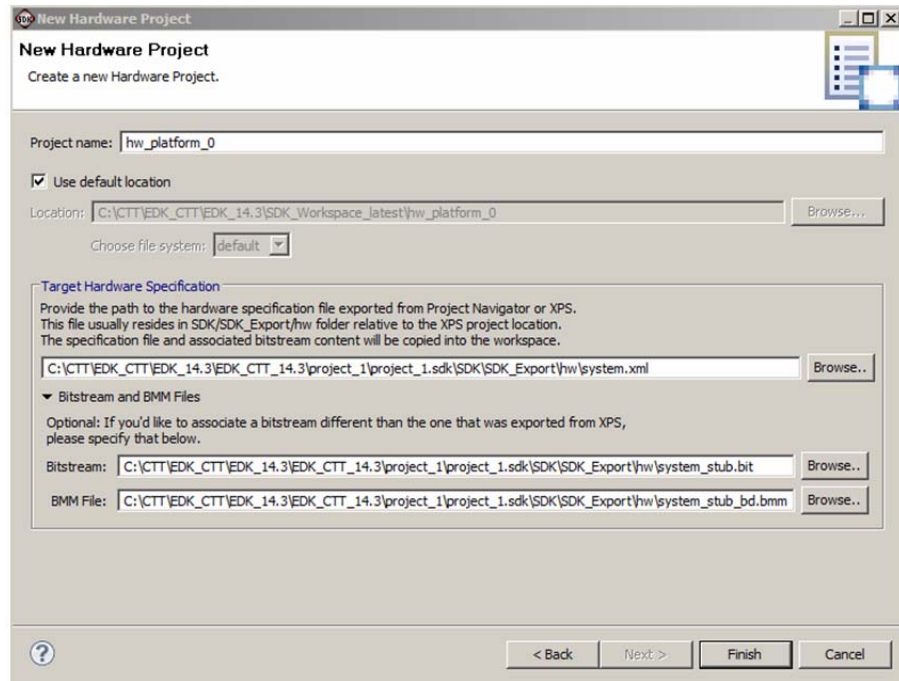 SDK New Hardware Project
New Hardware Project
Create a new Hardware Project.
Project name: hw_platform_0
Use default location
Location: C:\CTT\EDK_CTT\EDK_14.3\SDK_Workspace_latest\hw_platform_0 Browse...
Choose file system: default
Target Hardware Specification
Provide the path to the hardware specification file exported from Project Navigator or XPS.
This file usually resides in SDK/SDK_Export/hw folder relative to the XPS project location.
The specification file and associated bitstream content will be copied into the workspace.
C:\CTT\EDK_CTT\EDK_14.3\EDK_CTT_14.3\project_1\project_1.sdk\SDK\SDK_Export\hw\system.xml Browse..
Bitstream and BMM Files
Optional: If you'd like to associate a bitstream different than the one that was exported from XPS,
please specify that below.
Bitstream: C:\CTT\EDK_CTT\EDK_14.3\EDK_CTT_14.3\project_1\project_1.sdk\SDK\SDK_Export\hw\system_stub.bit Browse..
BMM File: C:\CTT\EDK_CTT\EDK_14.3\EDK_CTT_14.3\project_1\project_1.sdk\SDK\SDK_Export\hw\system_stub_bd.bmm Browse..
? < Back Next > Finish Cancel